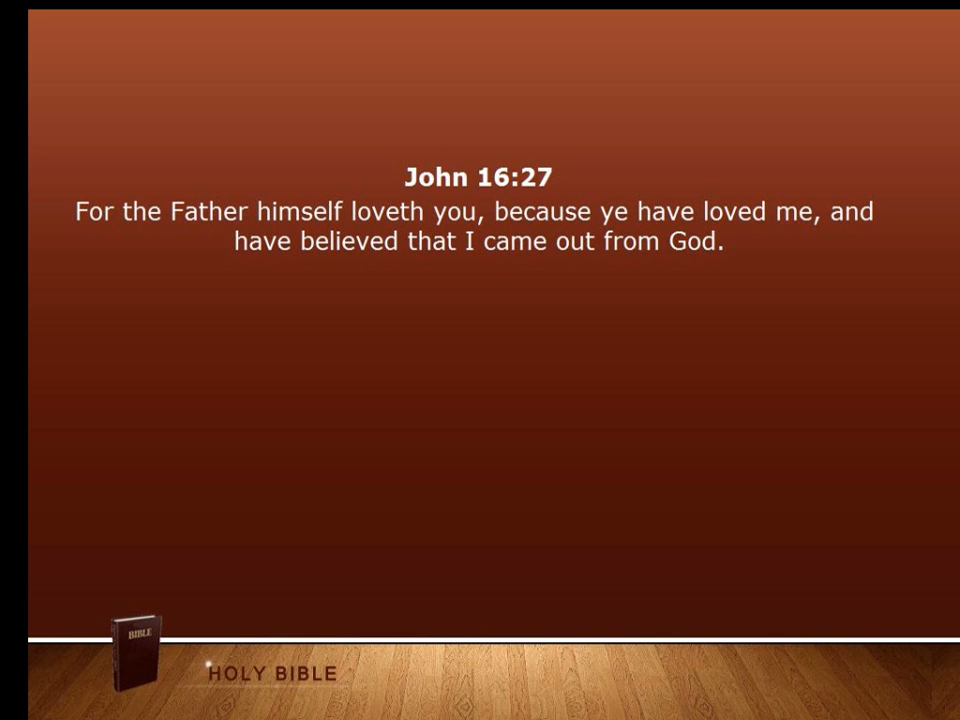 John 16:27
For the Father himself loveth you, because ye have loved me, and
have believed that I came out from God.
BIBLE
HOLY BIBLE